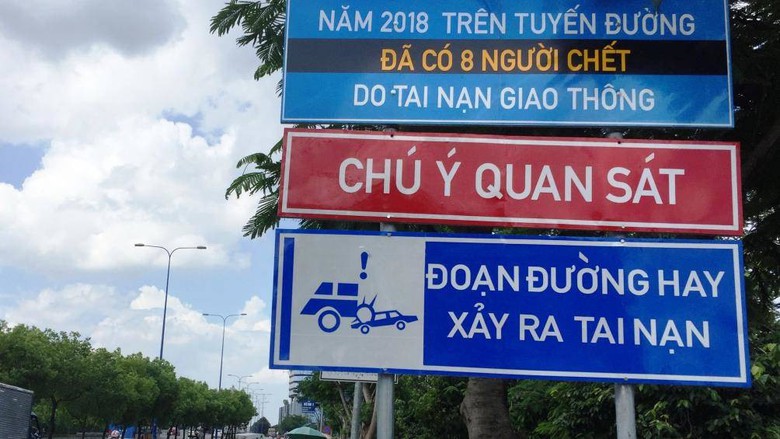 NĂM 2018 TRÊN TUYẾN ĐƯỜNG
ĐÃ CÓ 8 NGƯỜI CHẾT
DO TAI NẠN GIAO THÔNG
CHÚ Ý QUAN SÁT
!
ĐOẠN ĐƯỜNG HAY
XẢY RA TAI NẠN